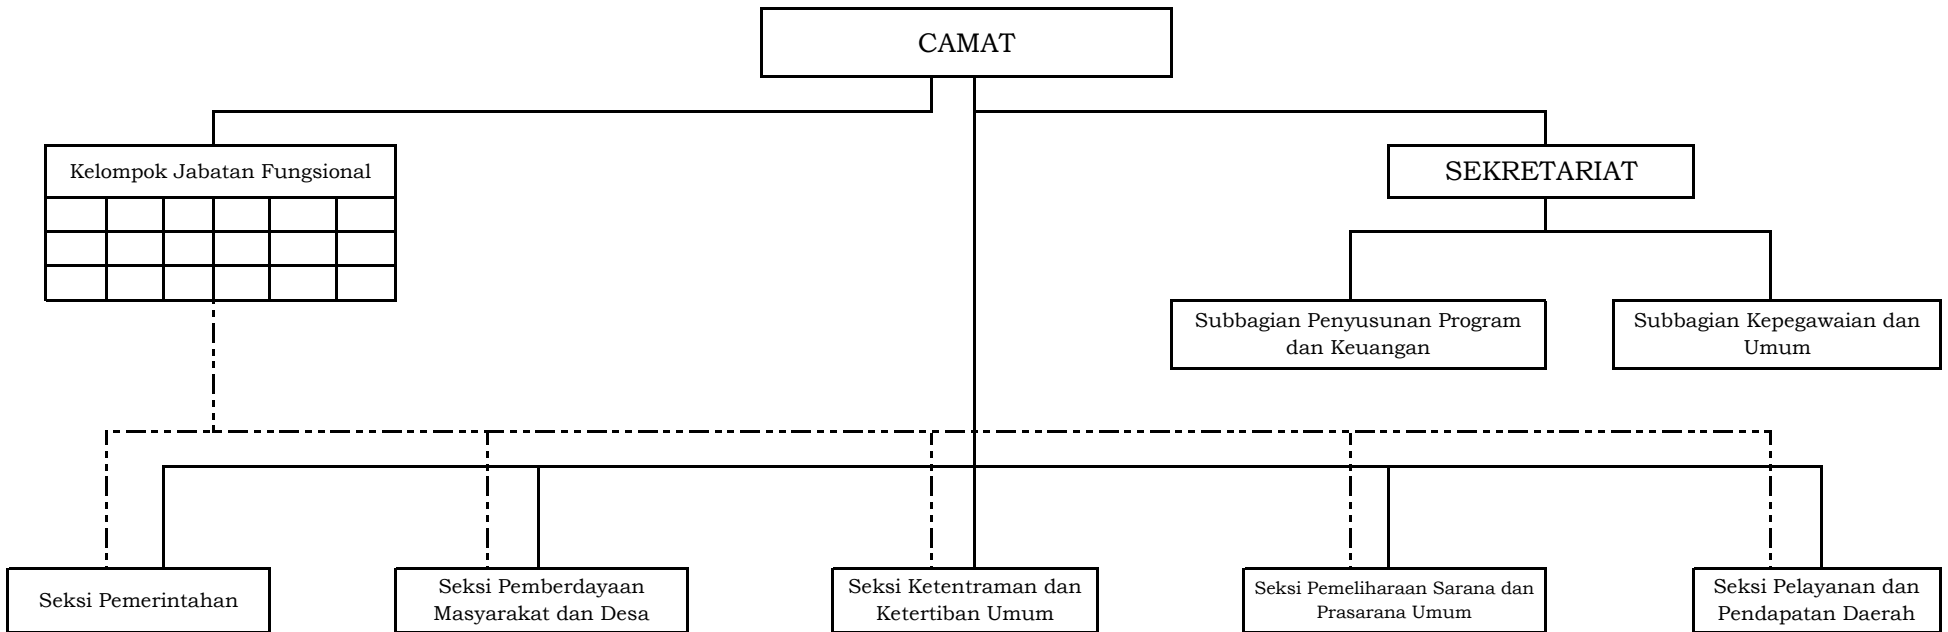 CAMAT
Kelompok Jabatan Fungsional
SEKRETARIAT
Subbagian Penyusunan Program
dan Keuangan
Subbagian Kepegawaian dan
Umum
Seksi Pemerintahan
Seksi Pemberdayaan
Masyarakat dan Desa
Seksi Ketentraman dan
Ketertiban Umum
Seksi Pemeliharaan Sarana dan
Prasarana Umum
Seksi Pelayanan dan
Pendapatan Daerah